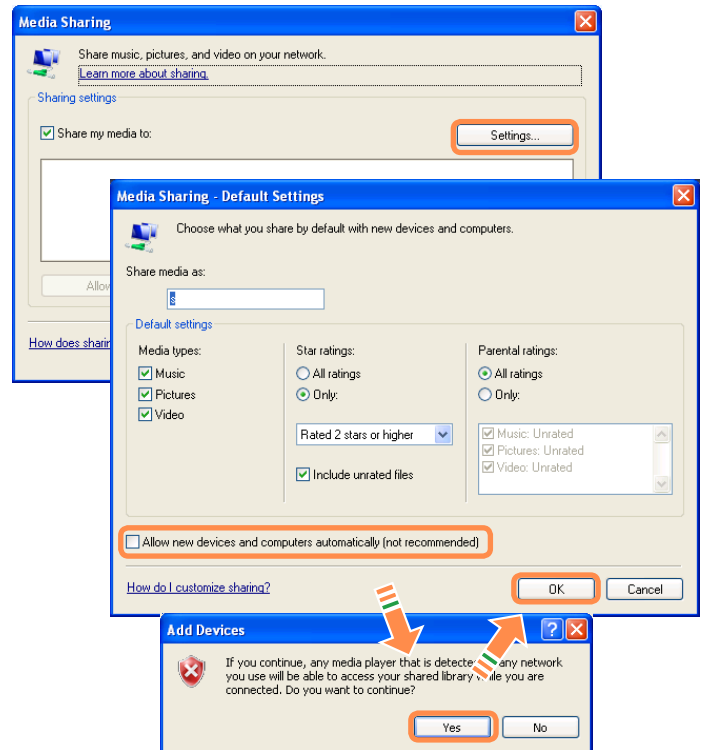 Media Sharing
Share music, pictures, and video on your network.
Learn more about sharing.
Sharing settings
Share my media to:
Settings...
Allow
How does sharin
Media Sharing - Default Settings
Choose what you share by default with new devices and computers.
Share media as:
s
Default settings
Media types:
Music
Pictures
Video
Star ratings:
All ratings
Only:
Rated 2 stars or higher
Include unrated files
Parental ratings:
All ratings
Only:
Music: Unrated
Pictures: Unrated
Video: Unrated
Allow new devices and computers automatically (not recommended)
How do I customize sharing?
OK
Cancel
Add Devices
If you continue, any media player that is detected any network
you use will be able to access your shared library while you are
connected. Do you want to continue?
Yes
No